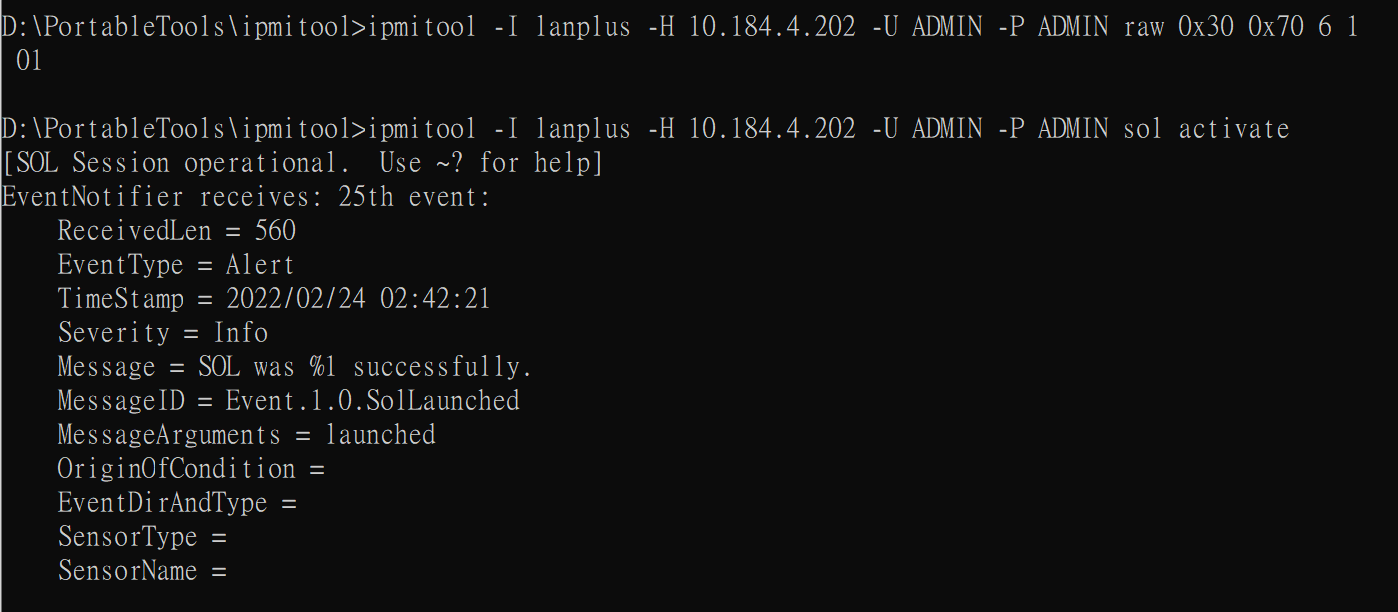 D:\PortableTools\ipmitool>ipmitool -I lanplus -H 10.184.4.202 -U ADMIN -P ADMIN raw 0x30 0x70 6 1
01
D:\PortableTools\ipmitool>ipmitool -I lanplus -H 10.184.4.202 -U ADMIN -P ADMIN sol activate
[SOL Session operational.  Use ~? for help]
EventNotifier receives: 25th event:
ReceivedLen = 560
EventType = Alert
TimeStamp = 2022/02/24 02:42:21
Severity = Info
Message = SOL was %1 successfully.
MessageID = Event.1.0.SolLaunched
MessageArguments = launched
OriginOfCondition =
EventDirAndType =
SensorType =
SensorName =